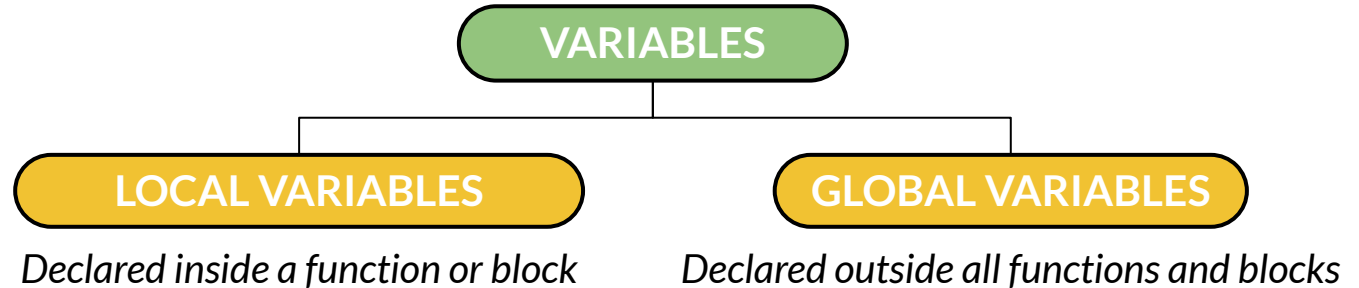 VARIABLES
LOCAL VARIABLES
GLOBAL VARIABLES
Declared inside a function or block
Declared outside all functions and blocks